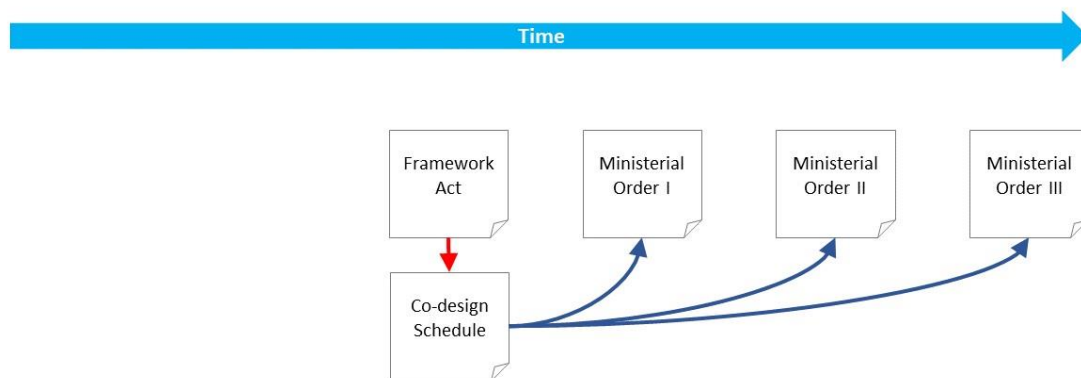 Time
Framework
Act
Ministerial
Order I
Ministerial
Order II
Ministerial
Order III
Co-design
Schedule